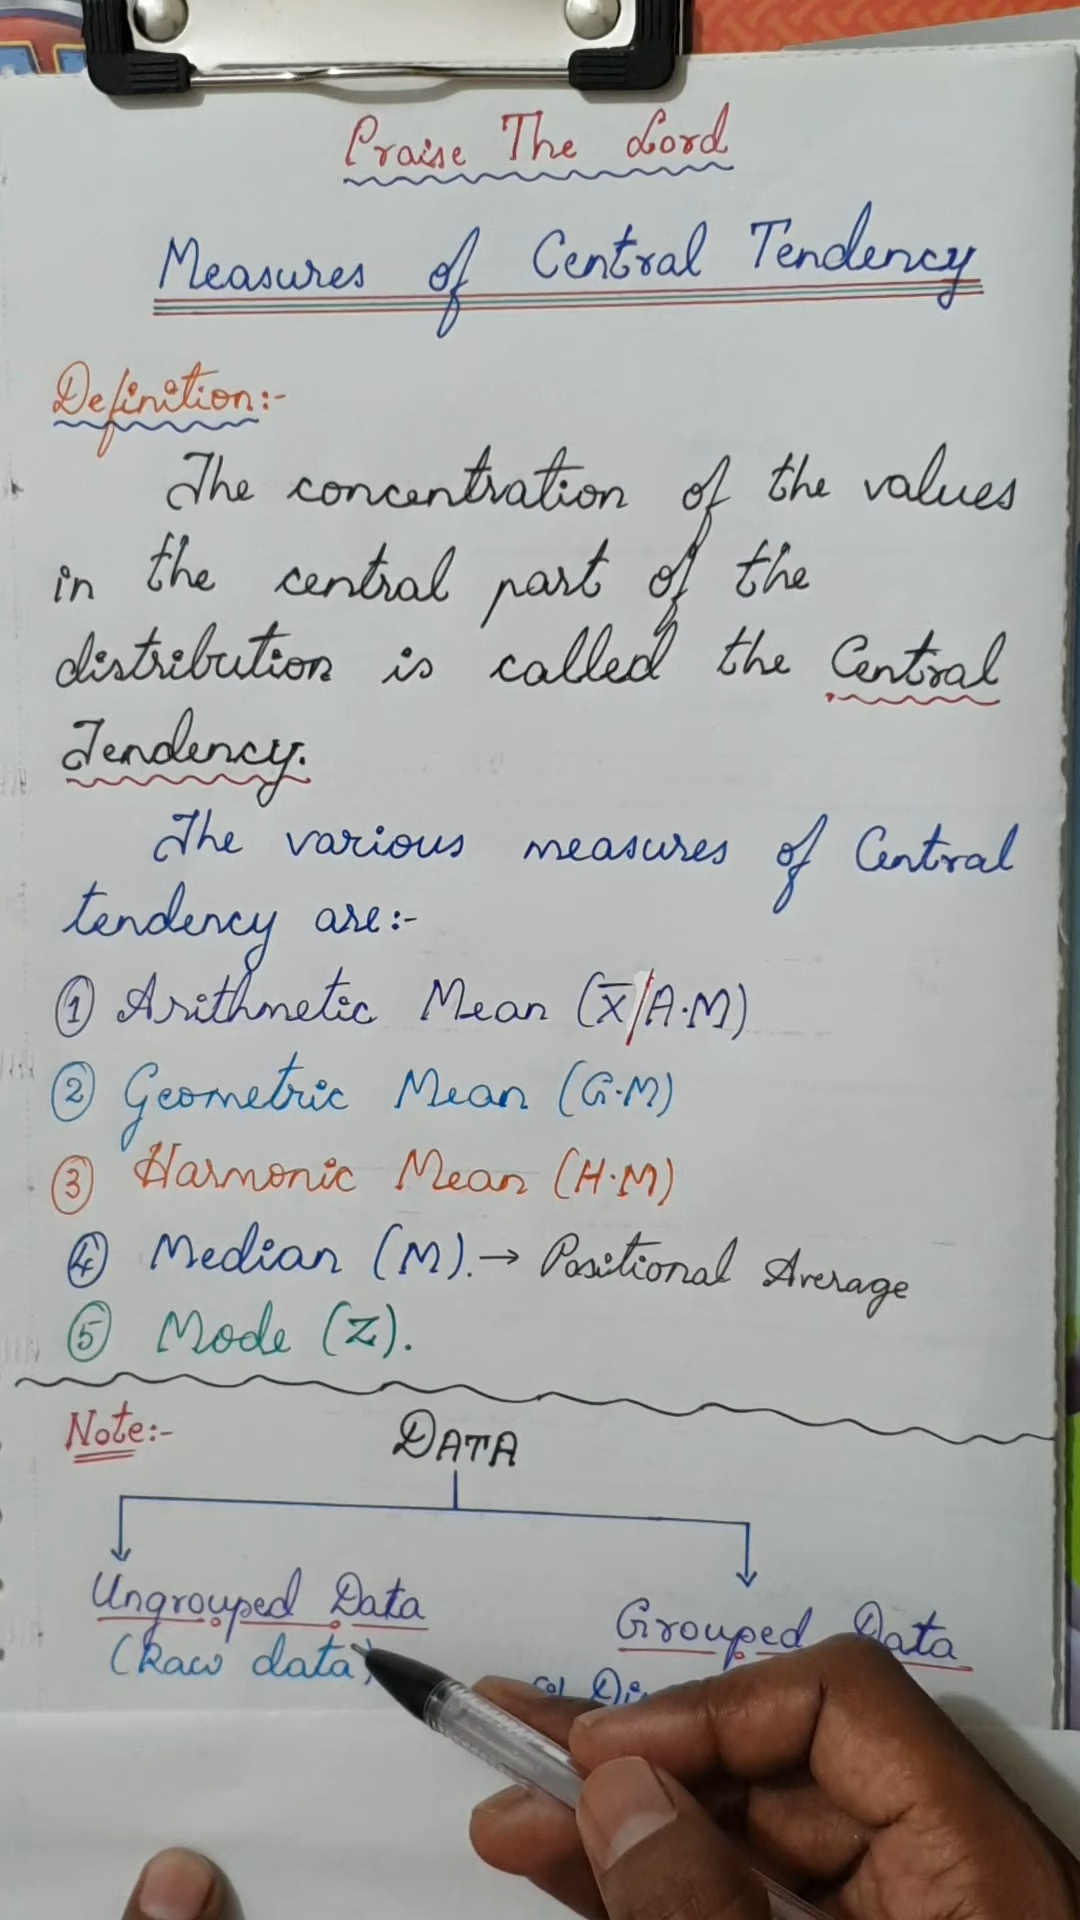 Praise The Lord
Measures of Central Tendency
Definition:-
The concentration of the values
in the central part of the
distribution is called the Central
Tendency.
The various measures of Central
tendency are:-
① Arithmetic Mean (X̄/A.M)
② Geometric Mean (G.M)
③ Harmonic Mean (H.M)
④ Median (M). → Positional Average
⑤ Mode (Z).
Note:-
DATA
Ungrouped Data
(Raw data)
Grouped Data